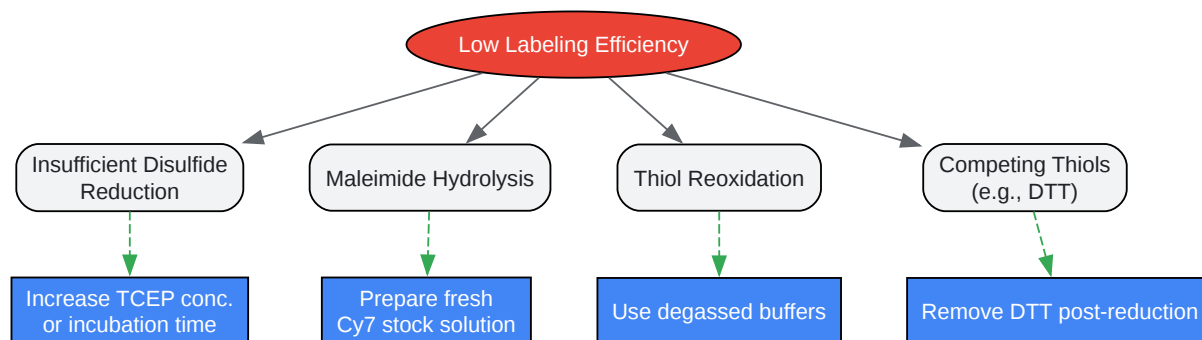 Low Labeling Efficiency
Insufficient Disulfide
Reduction
Maleimide Hydrolysis
Thiol Reoxidation
Competing Thiols
(e.g., DTT)
Increase TCEP conc.
or incubation time
Prepare fresh
Cy7 stock solution
Use degassed buffers
Remove DTT post-reduction